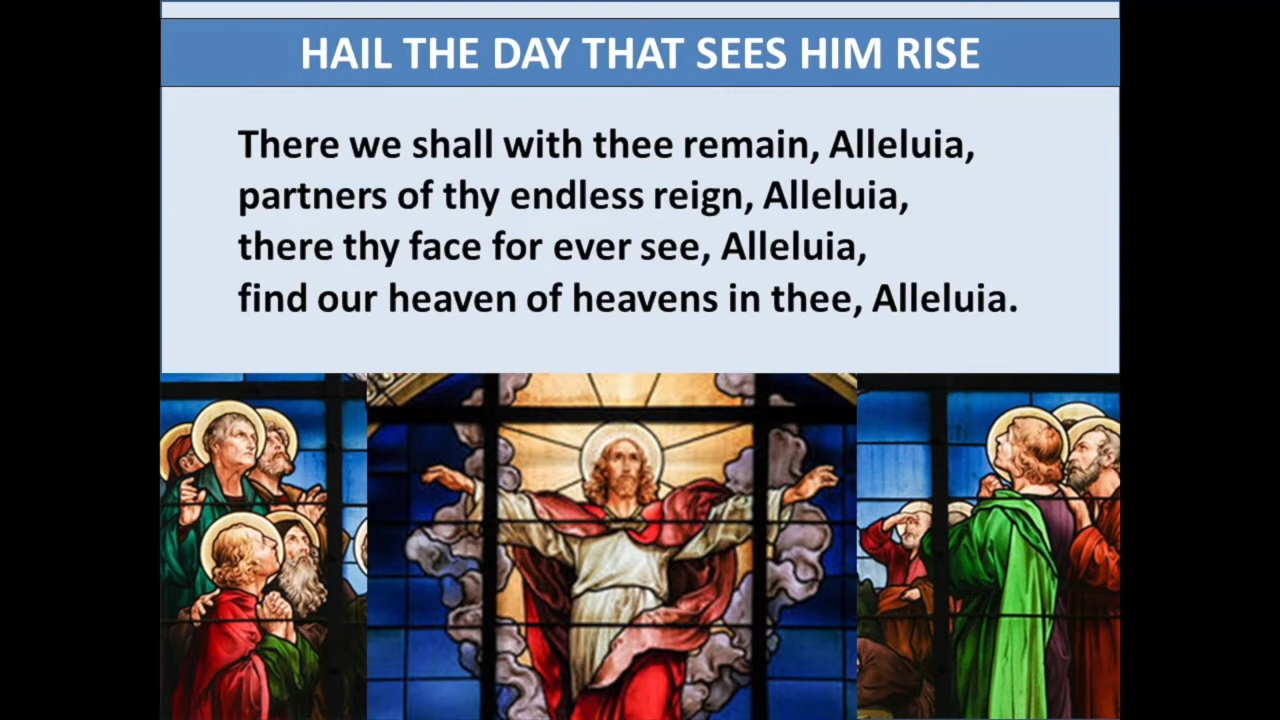 HAIL THE DAY THAT SEES HIM RISE
There we shall with thee remain, Alleluia,
partners of thy endless reign, Alleluia,
there thy face for ever see, Alleluia,
find our heaven of heavens in thee, Alleluia.